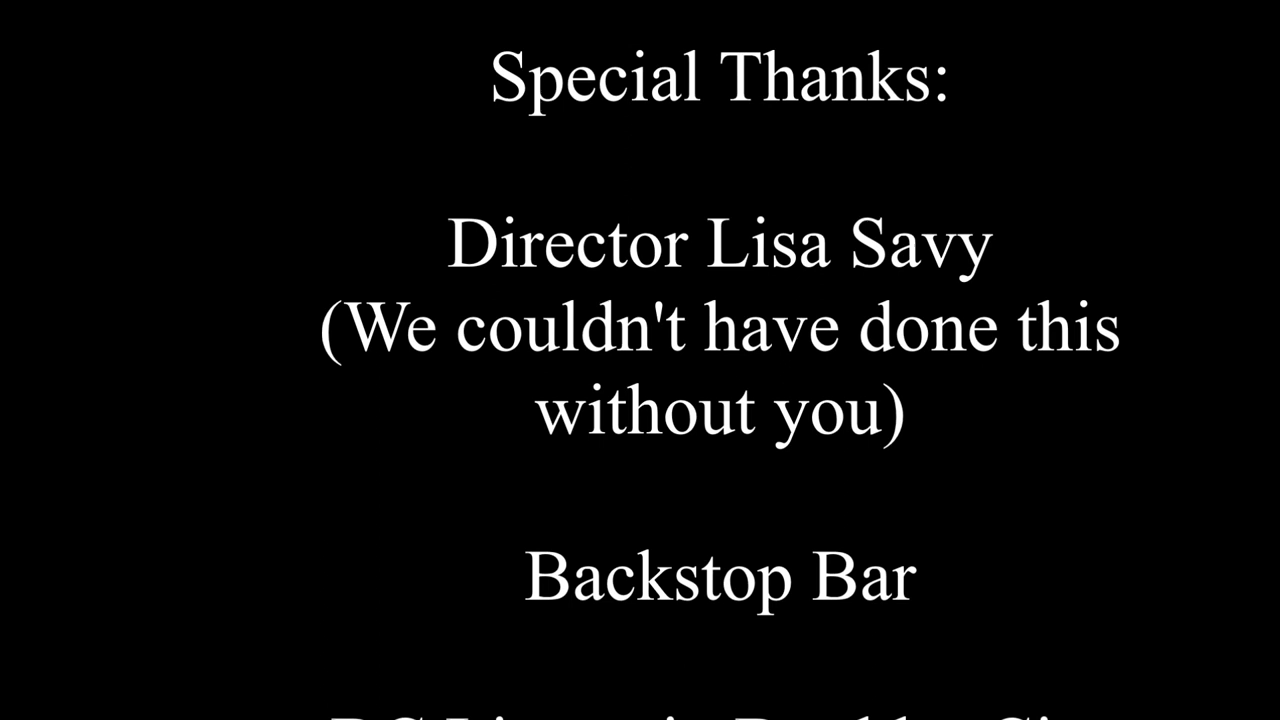 Special Thanks:
Director Lisa Savy
(We couldn't have done this
without you)
Backstop Bar